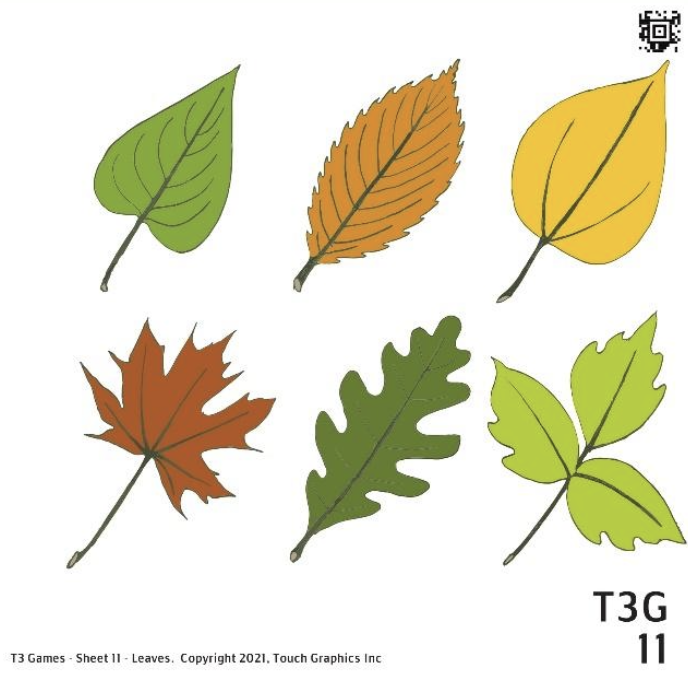 T3G
11
T3 Games - Sheet 11 - Leaves. Copyright 2021, Touch Graphics Inc